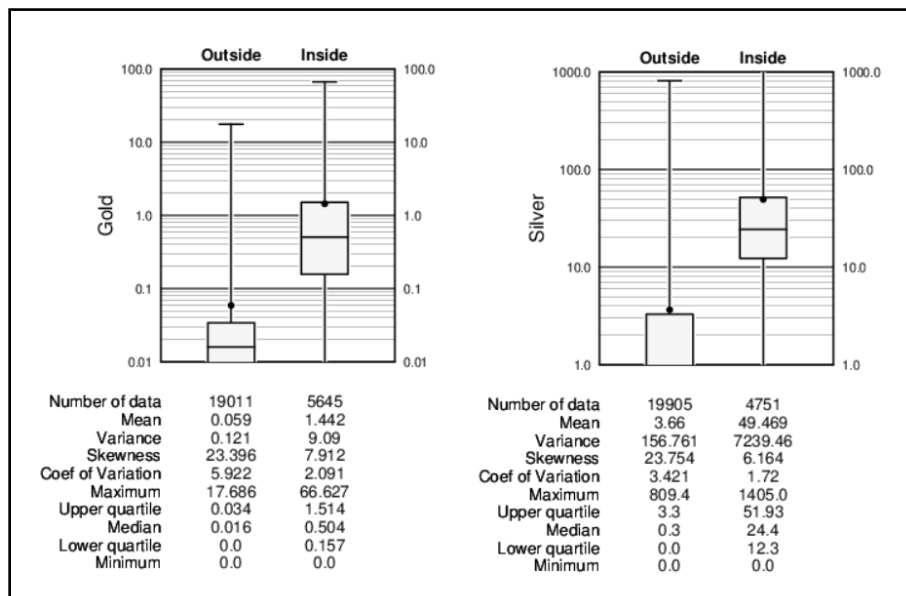 Outside Inside
100.0 100.0
10.0 10.0
Gold
1.0 1.0
0.1 0.1
0.01 0.01
Number of data 19011 5645
Mean 0.059 1.442
Variance 0.121 9.09
Skewness 23.396 7.912
Coef of Variation 5.922 2.091
Maximum 17.686 66.627
Upper quartile 0.034 1.514
Median 0.016 0.504
Lower quartile 0.0 0.157
Minimum 0.0 0.0
Outside Inside
1000.0 1000.0
100.0 100.0
Silver
10.0 10.0
1.0 1.0
Number of data 19905 4751
Mean 3.66 49.469
Variance 156.761 7239.46
Skewness 23.754 6.164
Coef of Variation 3.421 1.72
Maximum 809.4 1405.0
Upper quartile 3.3 51.93
Median 0.3 24.4
Lower quartile 0.0 12.3
Minimum 0.0 0.0